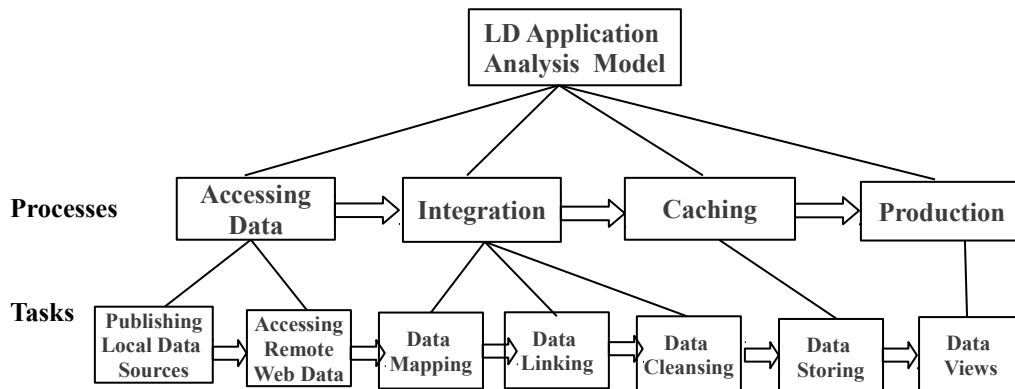 LD Application
Analysis Model
Processes
Accessing
Data
Integration
Caching
Production
Tasks
Publishing
Local Data
Sources
Accessing
Remote
Web Data
Data
Mapping
Data
Linking
Data
Cleansing
Data
Storing
Data
Views